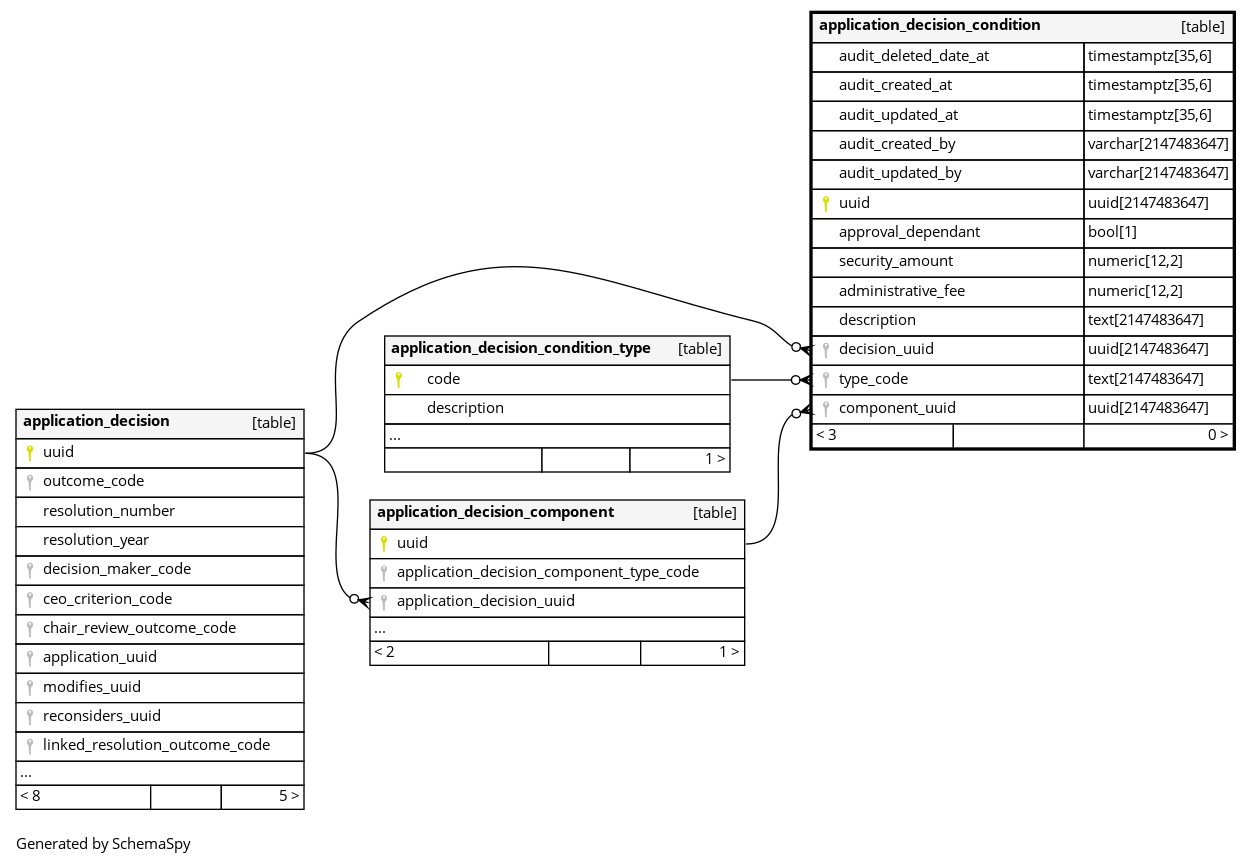 application_decision_condition [table]
audit_deleted_date_at timestamptz[35,6]
audit_created_at timestamptz[35,6]
audit_updated_at timestamptz[35,6]
audit_created_by varchar[2147483647]
audit_updated_by varchar[2147483647]
uuid uuid[2147483647]
approval_dependant bool[1]
security_amount numeric[12,2]
administrative_fee numeric[12,2]
description text[2147483647]
decision_uuid uuid[2147483647]
type_code text[2147483647]
component_uuid uuid[2147483647]
< 3 0 >
application_decision_condition_type [table]
code
description
...
1 >
application_decision [table]
uuid
outcome_code
resolution_number
resolution_year
decision_maker_code
ceo_criterion_code
chair_review_outcome_code
application_uuid
modifies_uuid
reconsiders_uuid
linked_resolution_outcome_code
...
< 8 5 >
application_decision_component [table]
uuid
application_decision_component_type_code
application_decision_uuid
...
< 2 1 >
Generated by SchemaSpy